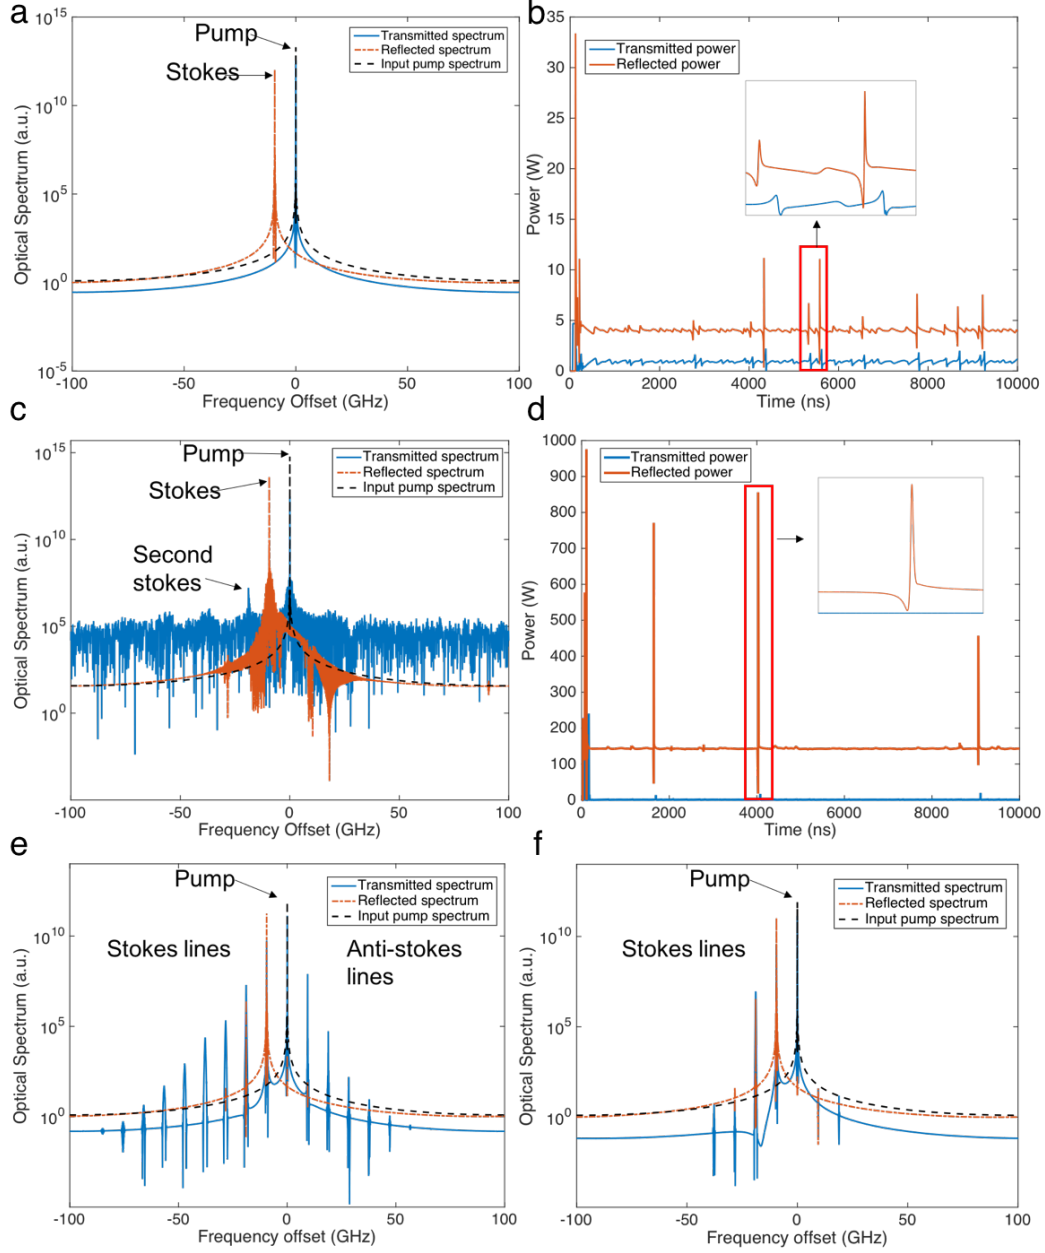 a
10^15
10^10
10^5
10^0
10^-5
Optical Spectrum (a.u.)
Pump
Stokes
Transmitted spectrum
Reflected spectrum
Input pump spectrum
-100
-50
0
50
100
Frequency Offset (GHz)
b
35
30
25
20
15
10
5
0
Power (W)
Transmitted power
Reflected power
0
2000
4000
6000
8000
10000
Time (ns)
c
10^15
10^10
10^5
10^0
Optical Spectrum (a.u.)
Pump
Stokes
Second
stokes
Transmitted spectrum
Reflected spectrum
Input pump spectrum
-100
-50
0
50
100
Frequency Offset (GHz)
d
1000
900
800
700
600
500
400
300
200
100
0
Power (W)
Transmitted power
Reflected power
0
2000
4000
6000
8000
10000
Time (ns)
e
10^10
10^5
10^0
Optical Spectrum (a.u.)
Pump
Stokes lines
Anti-stokes
lines
Transmitted spectrum
Reflected spectrum
Input pump spectrum
-100
-50
0
50
100
Frequency offset (GHz)
f
10^10
10^5
10^0
Optical Spectrum (a.u.)
Pump
Stokes lines
Transmitted spectrum
Reflected spectrum
Input pump spectrum
-100
-50
0
50
100
Frequency offset (GHz)